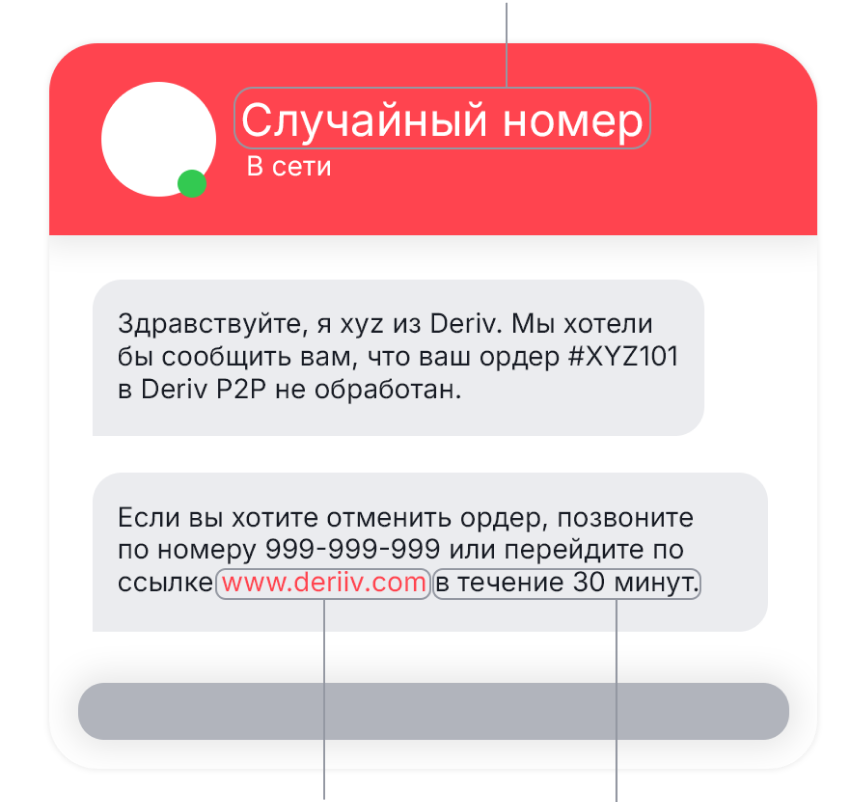 Случайный номер
В сети
Здравствуйте, я xyz из Deriv. Мы хотели
бы сообщить вам, что ваш ордер #XYZ101
в Deriv P2P не обработан.
Если вы хотите отменить ордер, позвоните
по номеру 999-999-999 или перейдите по
ссылке www.deriiv.com в течение 30 минут.